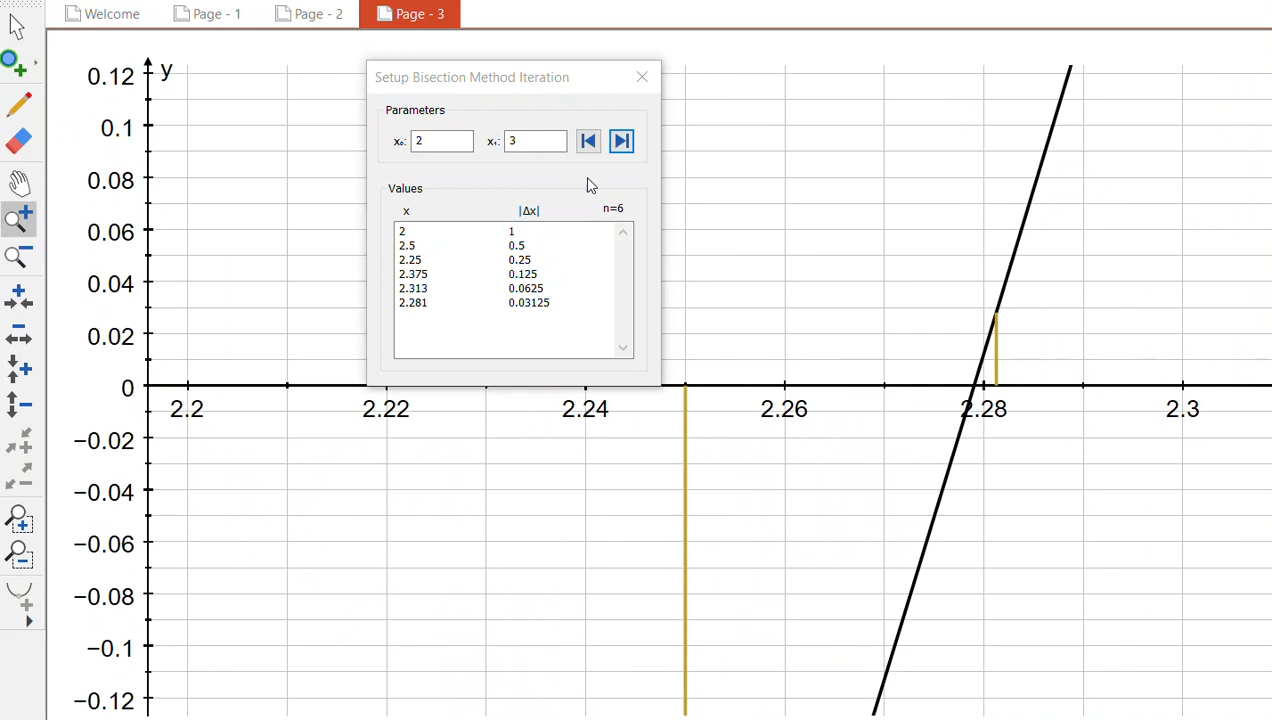 Welcome Page - 1 Page - 2 Page - 3
y
Setup Bisection Method Iteration
Parameters
x₀: 2 x₁: 3
Values
x |Δx| n=6
2 1
2.5 0.5
2.25 0.25
2.375 0.125
2.313 0.0625
2.281 0.03125
0.12
0.1
0.08
0.06
0.04
0.02
0
2.2 2.22 2.24 2.26 2.28 2.3
−0.02
−0.04
−0.06
−0.08
−0.1
−0.12